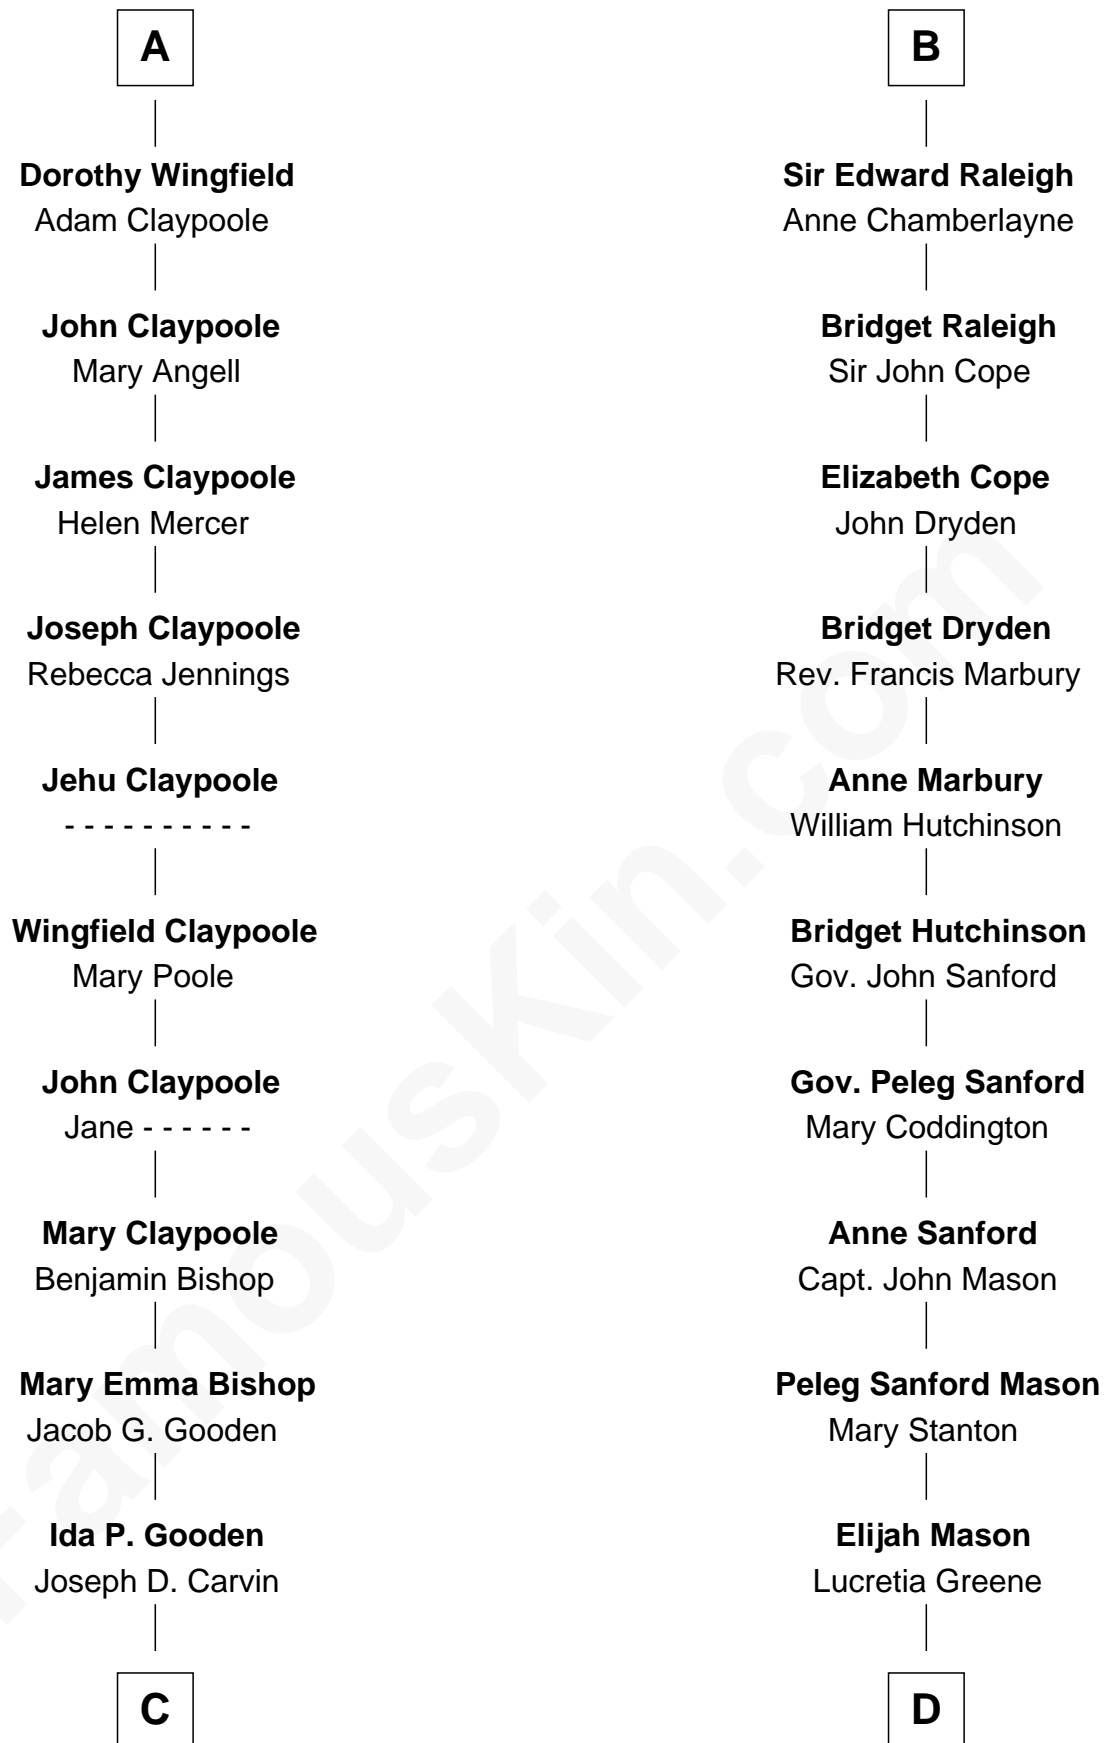 A
Dorothy Wingfield
Adam Claypoole
John Claypoole
Mary Angell
James Claypoole
Helen Mercer
Joseph Claypoole
Rebecca Jennings
Jehu Claypoole
- - - - - - - - - -
Wingfield Claypoole
Mary Poole
John Claypoole
Jane - - - - - -
Mary Claypoole
Benjamin Bishop
Mary Emma Bishop
Jacob G. Gooden
Ida P. Gooden
Joseph D. Carvin
C
B
Sir Edward Raleigh
Anne Chamberlayne
Bridget Raleigh
Sir John Cope
Elizabeth Cope
John Dryden
Bridget Dryden
Rev. Francis Marbury
Anne Marbury
William Hutchinson
Bridget Hutchinson
Gov. John Sanford
Gov. Peleg Sanford
Mary Coddington
Anne Sanford
Capt. John Mason
Peleg Sanford Mason
Mary Stanton
Elijah Mason
Lucretia Greene
D
FamousKin.com